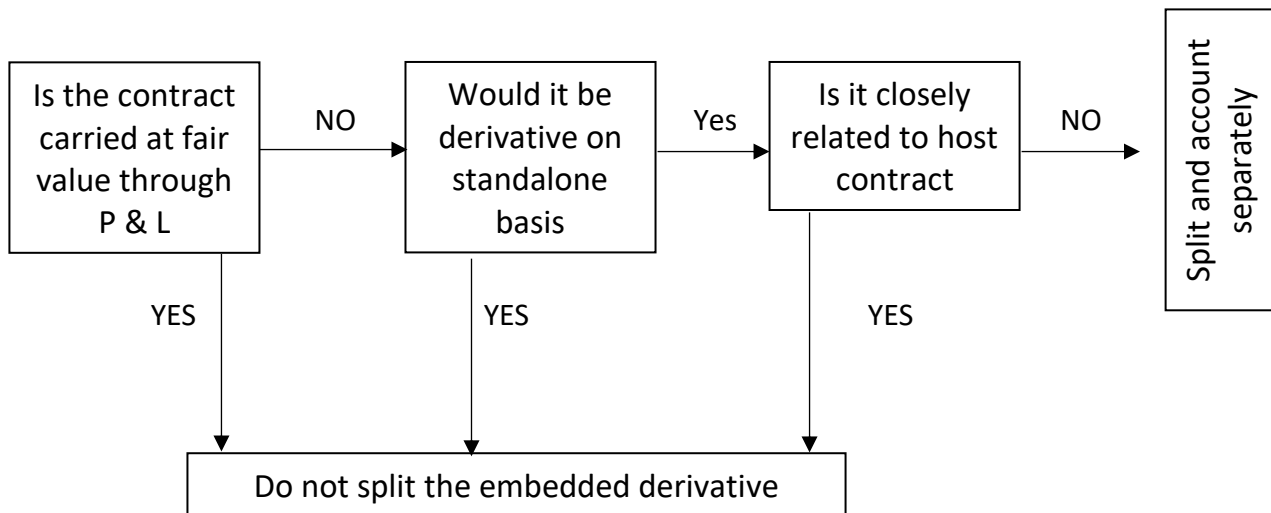 Is the contract
carried at fair
value through
P & L
NO
Would it be
derivative on
standalone
basis
Yes
Is it closely
related to host
contract
NO
Split and account
separately
YES
YES
YES
Do not split the embedded derivative